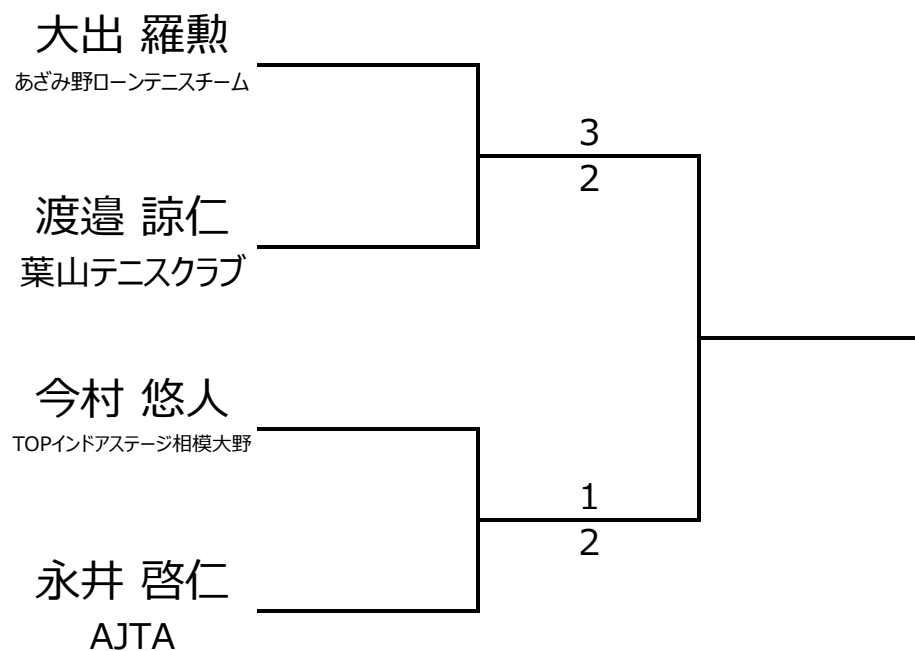 大出 羅勲
あざみ野ローンテニスチーム
3
2
渡邉 諒仁
葉山テニスクラブ
今村 悠人
TOPインドアステージ相模大野
1
2
永井 啓仁
AJTA